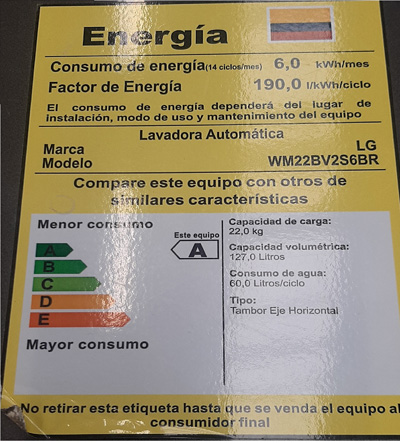 Energía
Consumo de energía(14 ciclos/mes) 6,0 kWh/mes
Factor de Energía 190,0 l/kWh/ciclo
El consumo de energía dependerá del lugar de
instalación, modo de uso y mantenimiento del equipo
Lavadora Automática
Marca LG
Modelo WM22BV2S6BR
Compare este equipo con otros de
similares características
Menor consumo
Este equipo
A
A
B
C
D
E
Mayor consumo
Capacidad de carga:
22,0 kg
Capacidad volumétrica:
127,0 Litros
Consumo de agua:
60,0 Litros/ciclo
Tipo:
Tambor Eje Horizontal
No retirar esta etiqueta hasta que se venda el equipo al
consumidor final